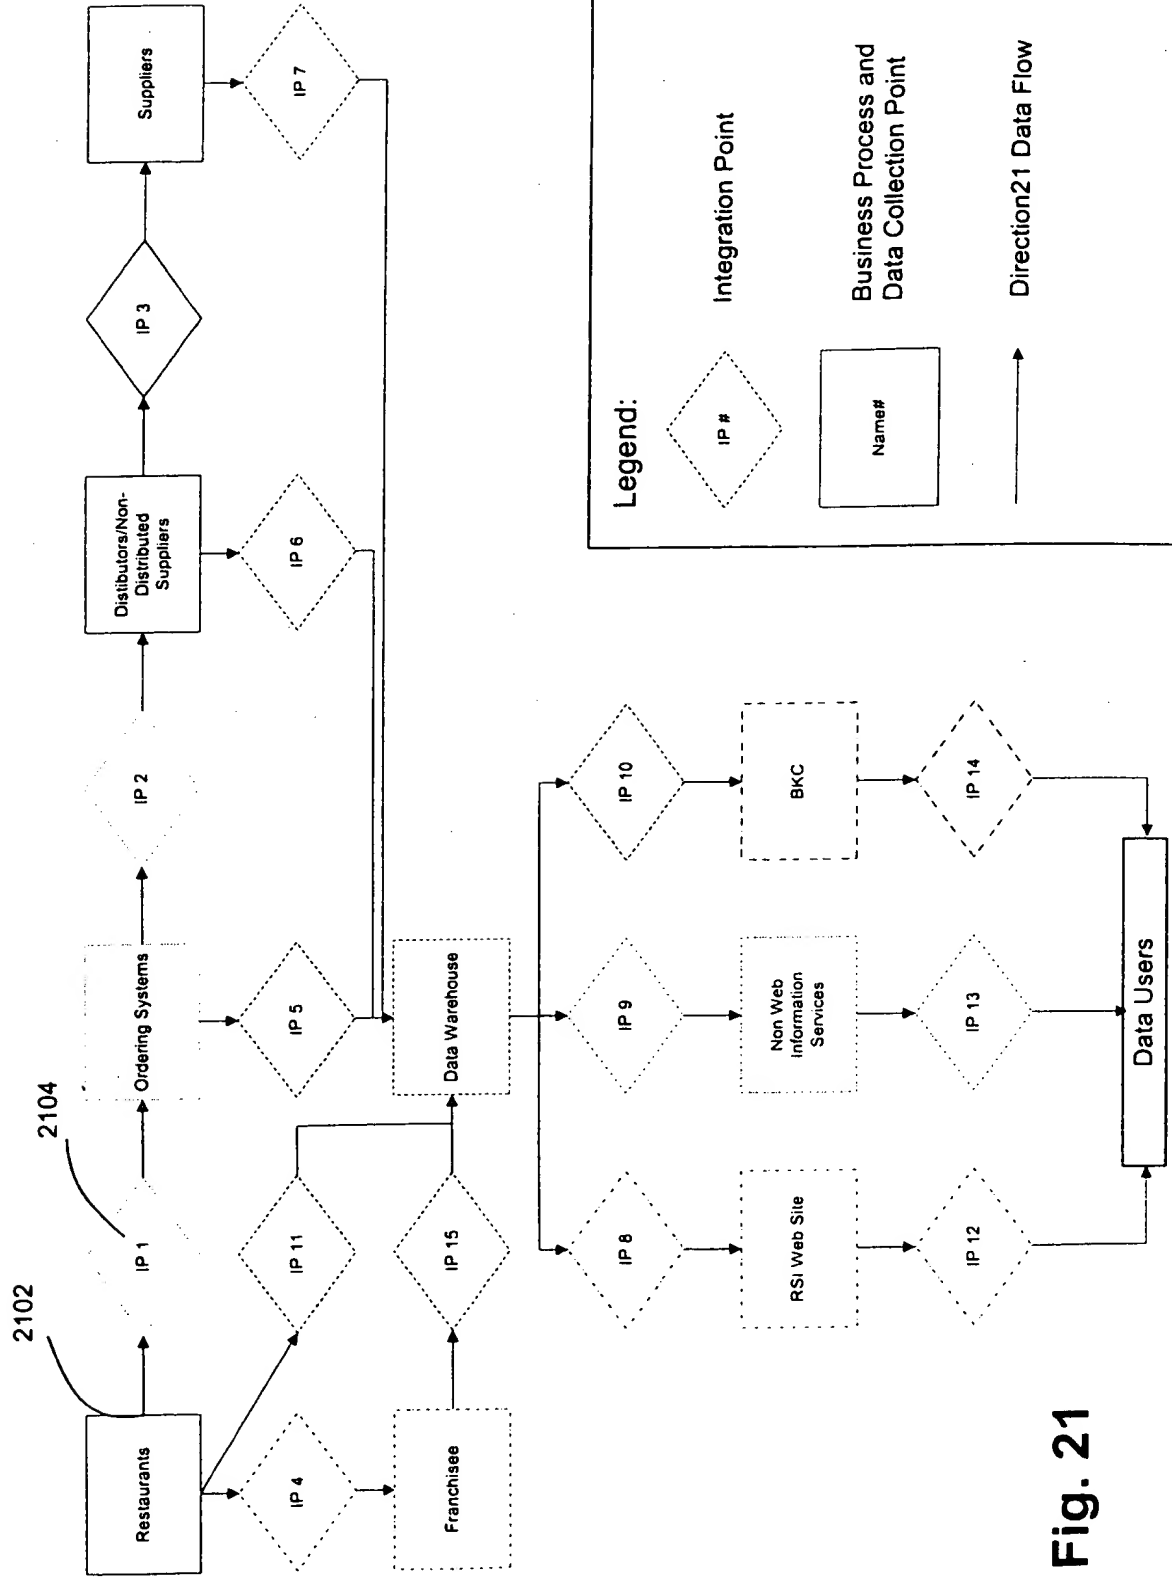 2102
2104
Restaurants
IP 1
Ordering Systems
IP 2
Distibutors/Non-
Distributed
Suppliers
IP 3
Suppliers
IP 4
IP 11
IP 5
IP 6
IP 7
Franchisee
IP 15
Data Warehouse
IP 8
IP 9
IP 10
RSI Web Site
Non Web
Information
Services
BKC
IP 12
IP 13
IP 14
Data Users
Legend:
IP #
Integration Point
Name#
Business Process and
Data Collection Point
Direction21 Data Flow
Fig. 21